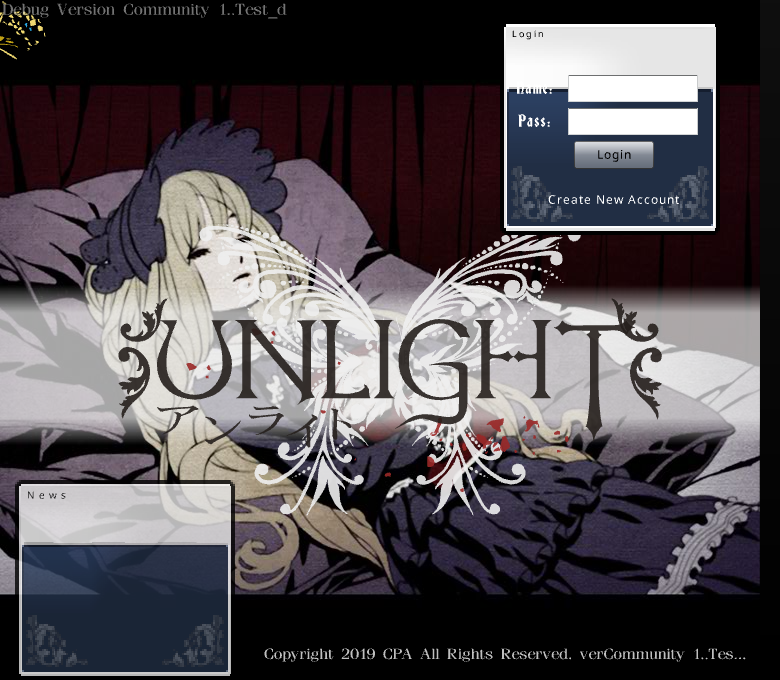 Debug Version Community 1..Test_d
Login
Name:
Pass:
Login
Create New Account
UNLIGHT
アンライト
News
Copyright 2019 CPA All Rights Reserved. verCommunity 1..Tes...